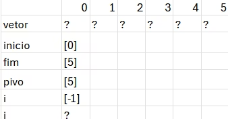 0 1 2 3 4 5
vetor ? ? ? ? ? ?
inicio [0]
fim [5]
pivo [5]
i [-1]
j ?